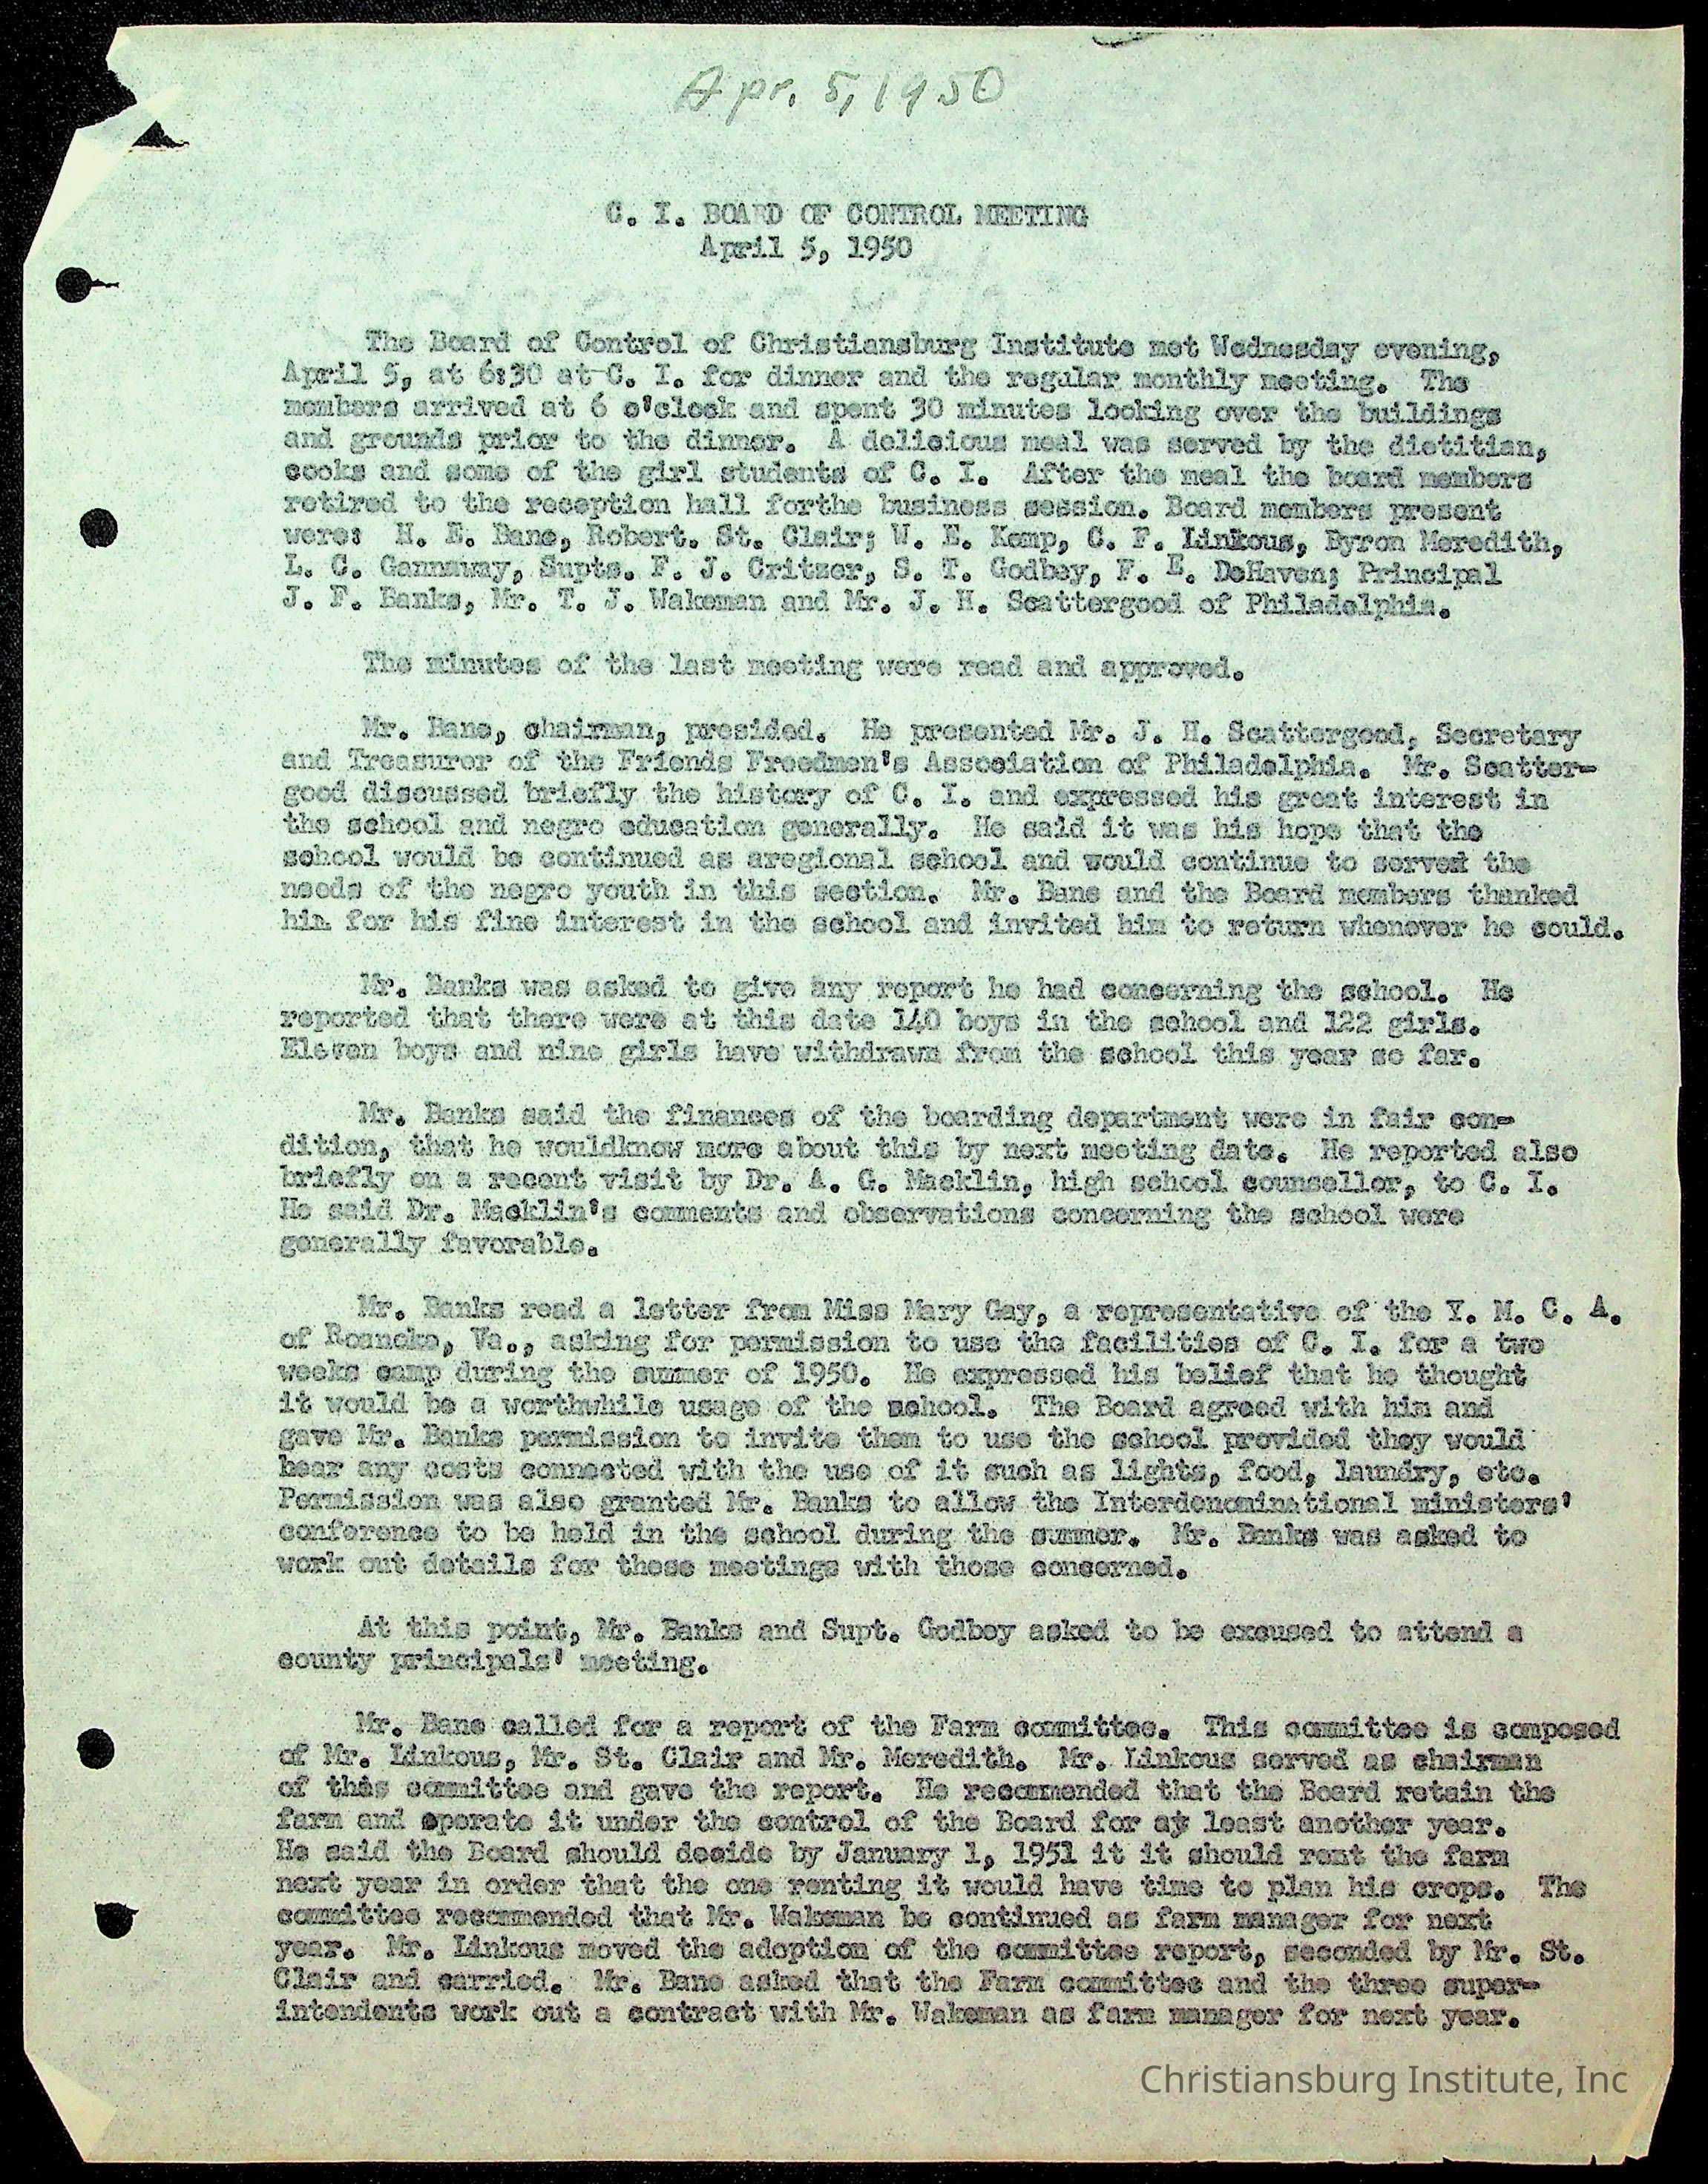 Apr. 5, 1950
C. I. BOARD OF CONTROL MEETING
April 5, 1950
The Board of Control of Christiansburg Institute met Wednesday evening,
April 5, at 6:30 at C. I. for dinner and the regular monthly meeting. The
members arrived at 6 o'clock and spent 30 minutes looking over the buildings
and grounds prior to the dinner. A delicious meal was served by the dietitian,
cooks and some of the girl students of C. I. After the meal the board members
retired to the reception hall forthe business session. Board members present
were: H. E. Bane, Robert. St. Clair; W. E. Kemp, C. F. Linkous, Byron Meredith,
L. C. Gannaway, Supts. F. J. Critzer, S. T. Godbey, F. E. DeHaven; Principal
J. F. Banks, Mr. T. J. Wakeman and Mr. J. H. Scattergood of Philadelphia.
The minutes of the last meeting were read and approved.
Mr. Bane, chairman, presided. He presented Mr. J. H. Scattergood, Secretary
and Treasurer of the Friends Freedmen's Association of Philadelphia. Mr. Scatter-
good discussed briefly the history of C. I. and expressed his great interest in
the school and negro education generally. He said it was his hope that the
school would be continued as aregional school and would continue to served the
needs of the negro youth in this section. Mr. Bane and the Board members thanked
him for his fine interest in the school and invited him to return whenever he could.
Mr. Banks was asked to give any report he had concerning the school. He
reported that there were at this date 140 boys in the school and 122 girls.
Eleven boys and nine girls have withdrawn from the school this year so far.
Mr. Banks said the finances of the boarding department were in fair con-
dition, that he wouldknow more about this by next meeting date. He reported also
briefly on a recent visit by Dr. A. G. Macklin, high school counsellor, to C. I.
He said Dr. Macklin's comments and observations concerning the school were
generally favorable.
Mr. Banks read a letter from Miss Mary Gay, a representative of the Y. M. C. A.
of Roanoke, Va., asking for permission to use the facilities of C. I. for a two
weeks camp during the summer of 1950. He expressed his belief that he thought
it would be a worthwhile usage of the school. The Board agreed with him and
gave Mr. Banks permission to invite them to use the school provided they would
bear any costs connected with the use of it such as lights, food, laundry, etc.
Permission was also granted Mr. Banks to allow the Interdenominational ministers'
conference to be held in the school during the summer. Mr. Banks was asked to
work out details for these meetings with those concerned.
At this point, Mr. Banks and Supt. Godbey asked to be excused to attend a
county principals' meeting.
Mr. Bane called for a report of the Farm committee. This committee is composed
of Mr. Linkous, Mr. St. Clair and Mr. Meredith. Mr. Linkous served as chairman
of this committee and gave the report. He recommended that the Board retain the
farm and operate it under the control of the Board for at least another year.
He said the Board should decide by January 1, 1951 it it should rent the farm
next year in order that the one renting it would have time to plan his crops. The
committee recommended that Mr. Wakeman be continued as farm manager for next
year. Mr. Linkous moved the adoption of the committee report, seconded by Mr. St.
Clair and carried. Mr. Bane asked that the Farm committee and the three super-
intendents work out a contract with Mr. Wakeman as farm manager for next year.
Christiansburg Institute, Inc